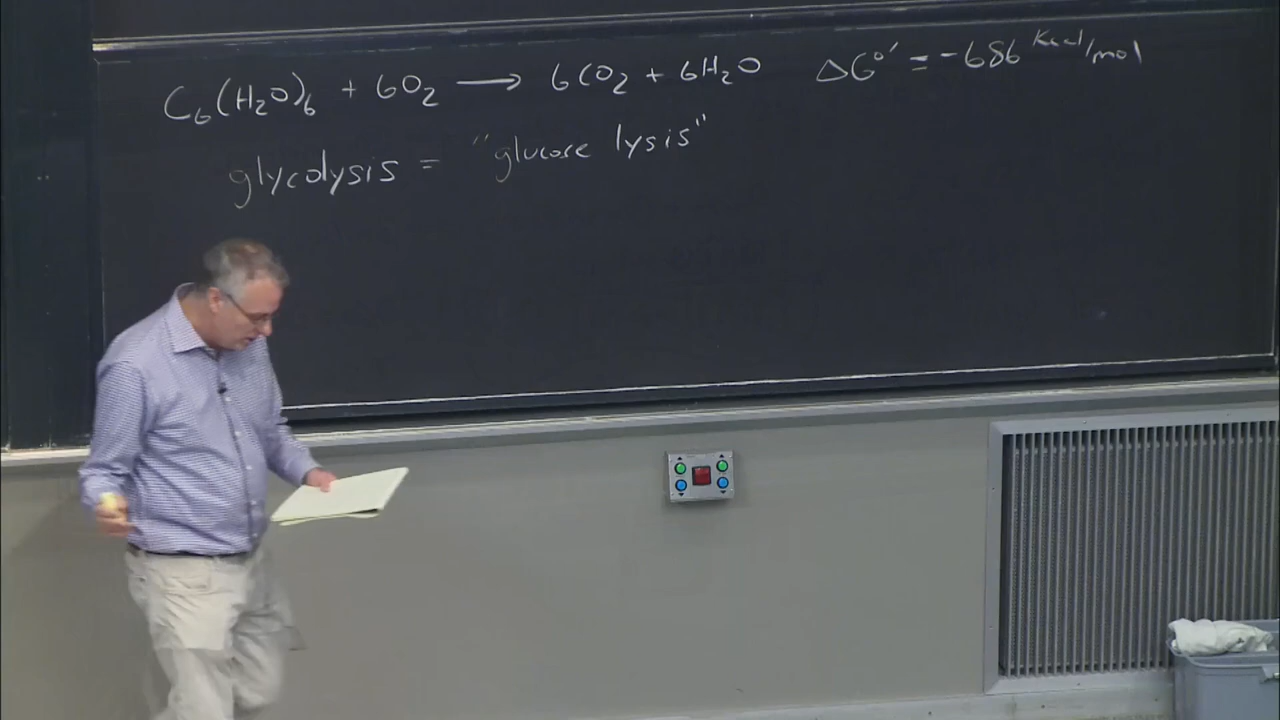 C₆(H₂O)₆ + 6O₂ ⟶ 6CO₂ + 6H₂O ΔG°′ = -686 Kcal/mol
glycolysis = "glucose lysis"